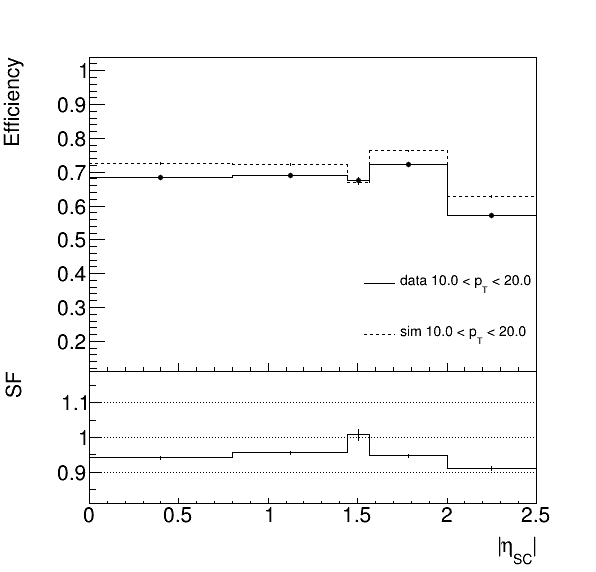 Efficiency
1
0.9
0.8
0.7
0.6
0.5
0.4
0.3
0.2
data 10.0 < p_T < 20.0
sim 10.0 < p_T < 20.0
SF
1.1
1
0.9
0 0.5 1 1.5 2 2.5
|η_SC|